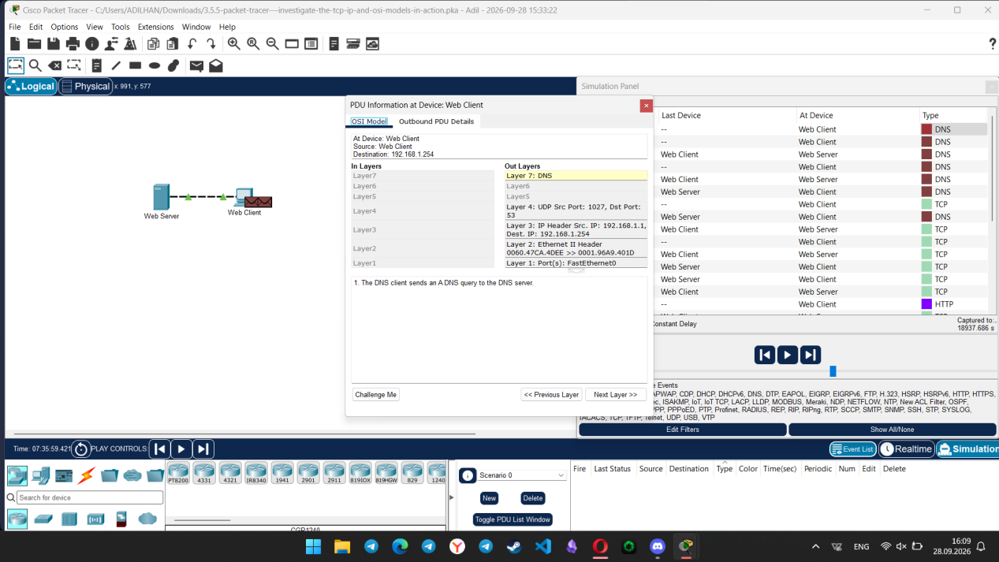 Cisco Packet Tracer - C:/Users/ADILHAN/Downloads/3.5.5-packet-tracer---investigate-the-tcp-ip-and-osi-models-in-action.pka - Adil - 2026-09-28 15:33:22
File Edit Options View Tools Extensions Window Help
?
Logical Physical x: 991, y: 577
Web Server
Web Client
PDU Information at Device: Web Client
OSI Model Outbound PDU Details
At Device: Web Client
Source: Web Client
Destination: 192.168.1.254
In Layers Out Layers
Layer7 Layer 7: DNS
Layer6 Layer6
Layer5 Layer5
Layer4 Layer 4: UDP Src Port: 1027, Dst Port:
53
Layer3 Layer 3: IP Header Src. IP: 192.168.1.1,
Dest. IP: 192.168.1.254
Layer2 Layer 2: Ethernet II Header
0060.47CA.4DEE >> 0001.96A9.401D
Layer1 Layer 1: Port(s): FastEthernet0
1. The DNS client sends an A DNS query to the DNS server.
Challenge Me << Previous Layer Next Layer >>
Simulation Panel
Last Device At Device Type
-- Web Client DNS
-- Web Client DNS
Web Client Web Server DNS
-- Web Client DNS
Web Client Web Server DNS
Web Server Web Client DNS
-- Web Client TCP
Web Server Web Client DNS
Web Client Web Server TCP
-- Web Client TCP
Web Client Web Server TCP
Web Server Web Client TCP
Web Server Web Client TCP
Web Client Web Server TCP
-- Web Client HTTP
Constant Delay Captured to:
18937.686 s
Events
APWAP, CDP, DHCP, DHCPv6, DNS, DTP, EAPOL, EIGRP, EIGRPv6, FTP, H.323, HSRP, HSRPv6, HTTP, HTTPS,
ec, ISAKMP, IoT, IoT TCP, LACP, LLDP, MODBUS, Meraki, NDP, NETFLOW, NTP, New ACL Filter, OSPF,
PPP, PPPoED, PTP, Profinet, RADIUS, REP, RIP, RIPng, RTP, SCCP, SMTP, SNMP, SSH, STP, SYSLOG,
TACACS, TCP, TFTP, Telnet, UDP, USB, VTP
Edit Filters Show All/None
Time: 07:35:59.421 PLAY CONTROLS: Event List Realtime Simulation
PT8200 4331 4321 IR8340 1941 2901 2911 819IOX 819HGW 829 1240
Search for device
CGR1240
Scenario 0
New Delete
Toggle PDU List Window
Fire Last Status Source Destination Type Color Time(sec) Periodic Num Edit Delete
ENG 16:09
28.09.2026